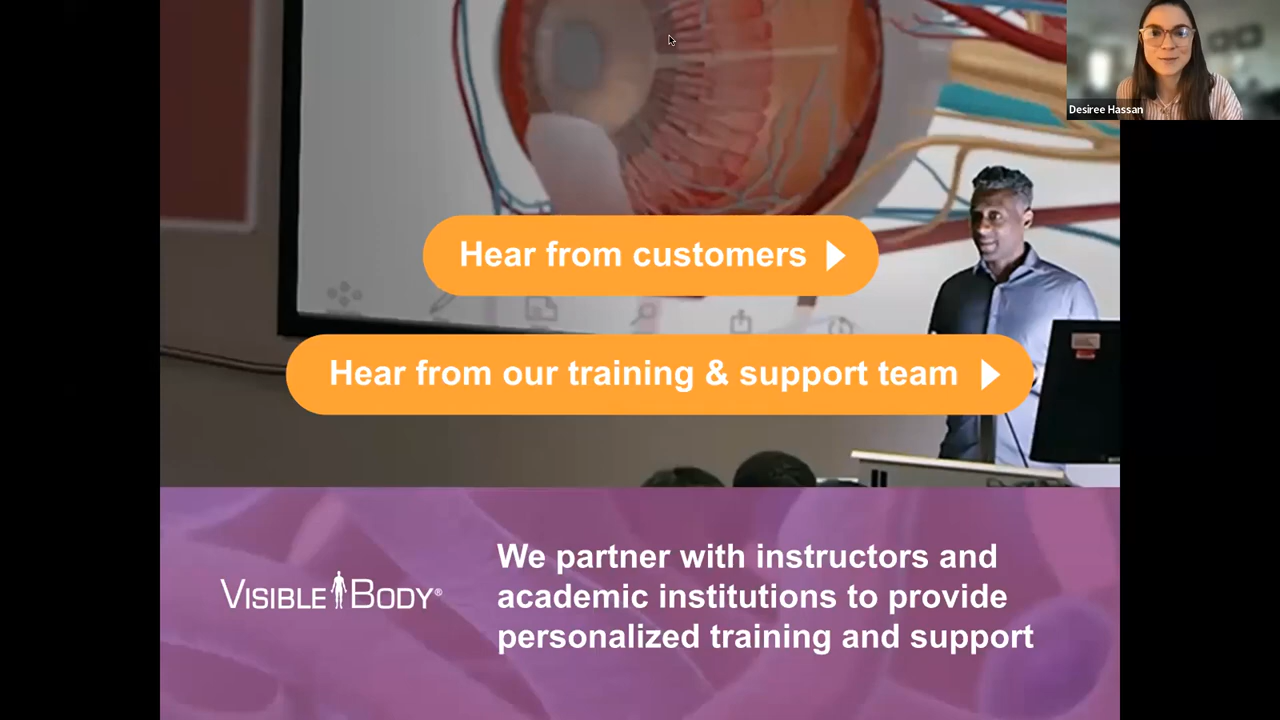 Desiree Hassan
Hear from customers
Hear from our training & support team
VISIBLE BODY®
We partner with instructors and
academic institutions to provide
personalized training and support